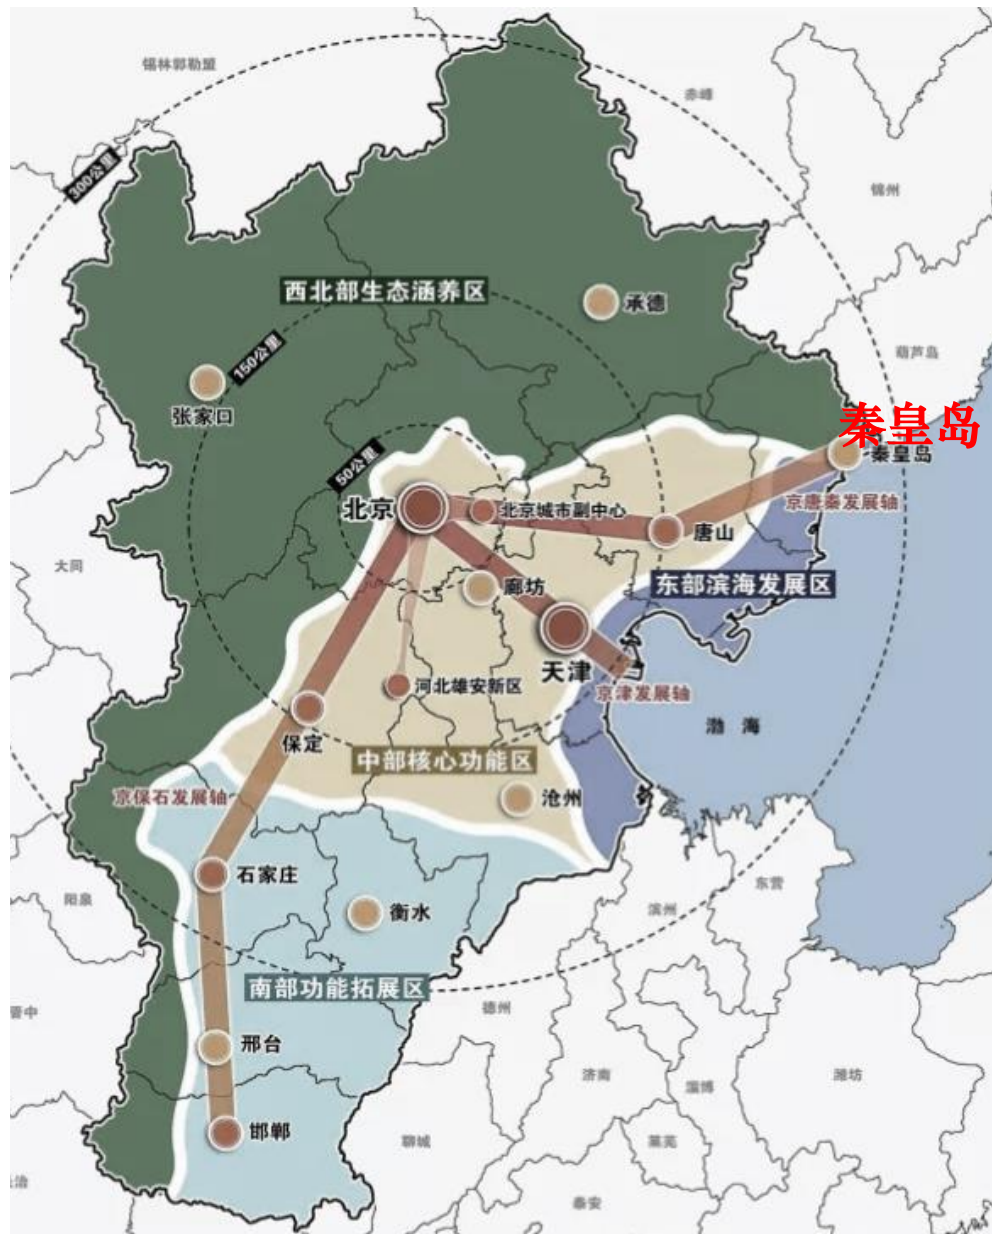 锡林郭勒盟
赤峰
300公里
锦州
西北部生态涵养区
承德
150公里
葫芦岛
张家口
秦皇岛
秦皇岛
50公里
北京
北京城市副中心
京唐秦发展轴
唐山
大同
廊坊
东部滨海发展区
天津
河北雄安新区
京津发展轴
渤 海
保定
中部核心功能区
京保石发展轴
沧州
石家庄
东营
阳泉
衡水
滨州
南部功能拓展区
德州
晋中
邢台
济南
淄博
潍坊
邯郸
聊城
莱芜
治
泰安